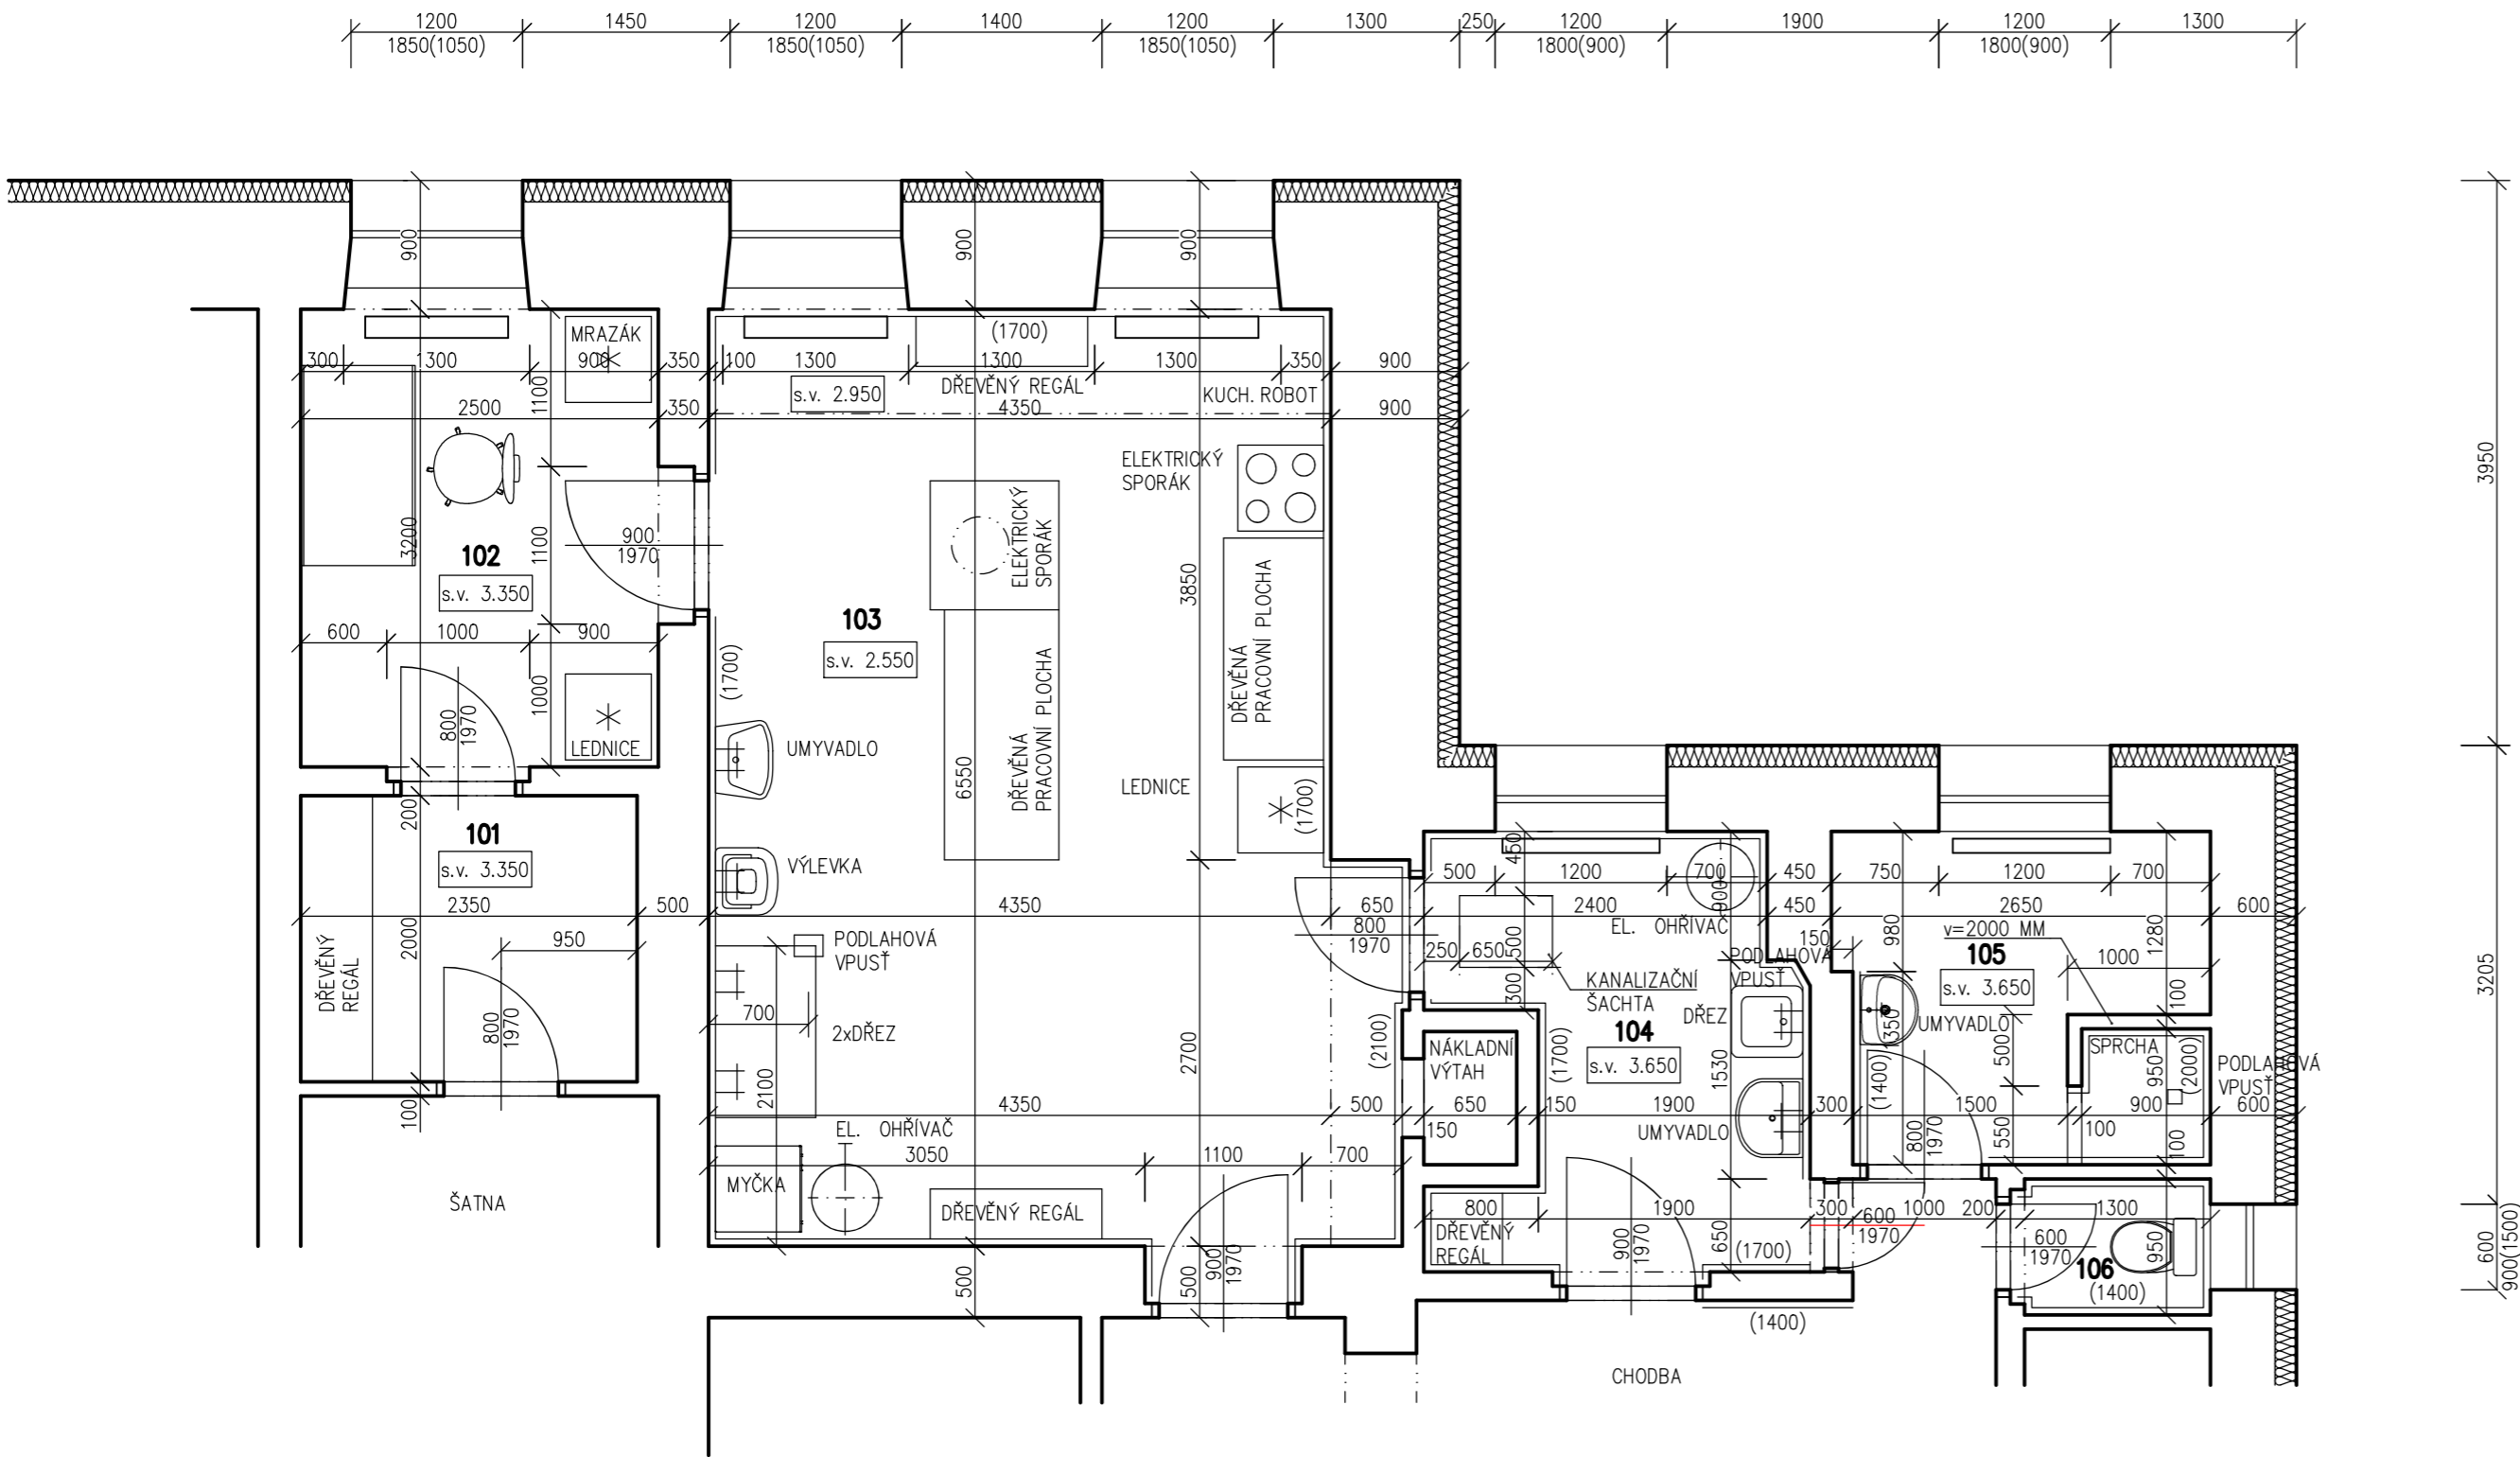 1200 1450 1200 1400 1200 1300 250 1200 1900 1200 1300
1850(1050) 1850(1050) 1850(1050) 1800(900) 1800(900)
900 900 900
3950
MRAZÁK
(1700)
300 1300 900 350 100 1300 1300 1300 350 900
s.v. 2.950
DŘEVĚNÝ REGÁL
KUCH. ROBOT
1100
2500 350 4350 900
ELEKTRICKÝ
SPORÁK
ELEKTRICKÝ
SPORÁK
3200
102
s.v. 3.350
1100
900
1970
3850
103
s.v. 2.550
DŘEVĚNÁ
PRACOVNÍ PLOCHA
600 1000 900
(1700)
1000
800
1970
LEDNICE
UMYVADLO
6550
DŘEVĚNÁ
PRACOVNÍ PLOCHA
LEDNICE
(1700)
200
101
s.v. 3.350
VÝLEVKA
450
500 1200 700 450 750 1200 700
900
2350 500 4350 650 2400 450 2650 600
800
1970
EL. OHŘÍVAČ
DŘEVĚNÝ
REGÁL
2000
950
PODLAHOVÁ
VPUSŤ
250 650 500
300
KANALIZAČNÍ
ŠACHTA
PODLAHOVÁ
VPUSŤ
150
980
v=2000 MM
105
s.v. 3.650
1280
1000
100
3205
800
1970
700
2xDŘEZ
2100
2700
(2100)
NÁKLADNÍ
VÝTAH
(1700)
104
s.v. 3.650
DŘEZ
1530
1350
UMYVADLO
(1400)
500
SPRCHA
950
(2000)
PODLAHOVÁ
VPUSŤ
100
4350 500 650 150 1900 300 1500 900 600
150
100
UMYVADLO
800
1970
550
100
EL. OHŘÍVAČ
3050 1100 700
MYČKA
DŘEVĚNÝ REGÁL
ŠATNA
800 1900 300 600 1000 200 1300
1970
DŘEVĚNÝ
REGÁL
900
1970
650
(1700)
600
1970
106
(1400)
950
600
900(1500)
500
500
900
1970
(1400)
CHODBA